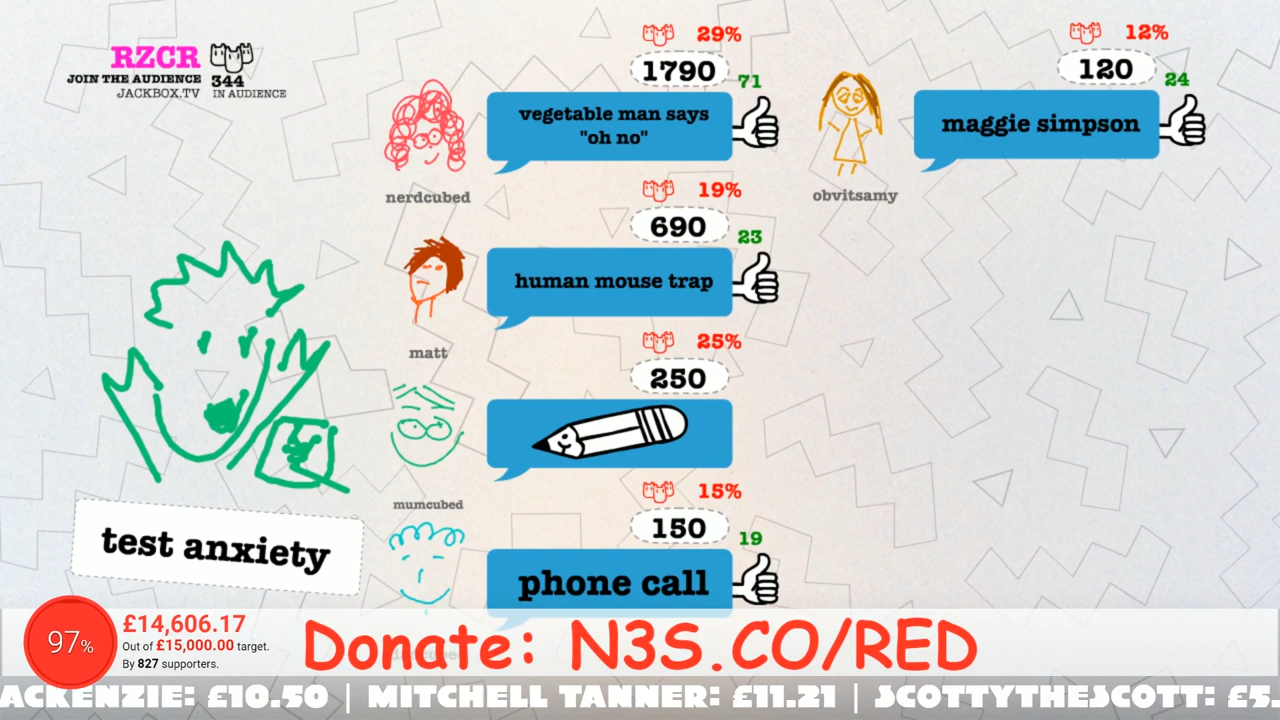 RZCR
JOIN THE AUDIENCE
JACKBOX.TV
344
IN AUDIENCE
29%
1790
71
vegetable man says
"oh no"
nerdcubed
12%
120
24
maggie simpson
obvitsamy
19%
690
23
human mouse trap
matt
25%
250
mumcubed
15%
150
19
phone call
test anxiety
97%
£14,606.17
Out of £15,000.00 target.
By 827 supporters.
Donate: N3S.CO/RED
ACKENZIE: £10.50 | MITCHELL TANNER: £11.21 | SCOTTYTHESCOTT: £5.